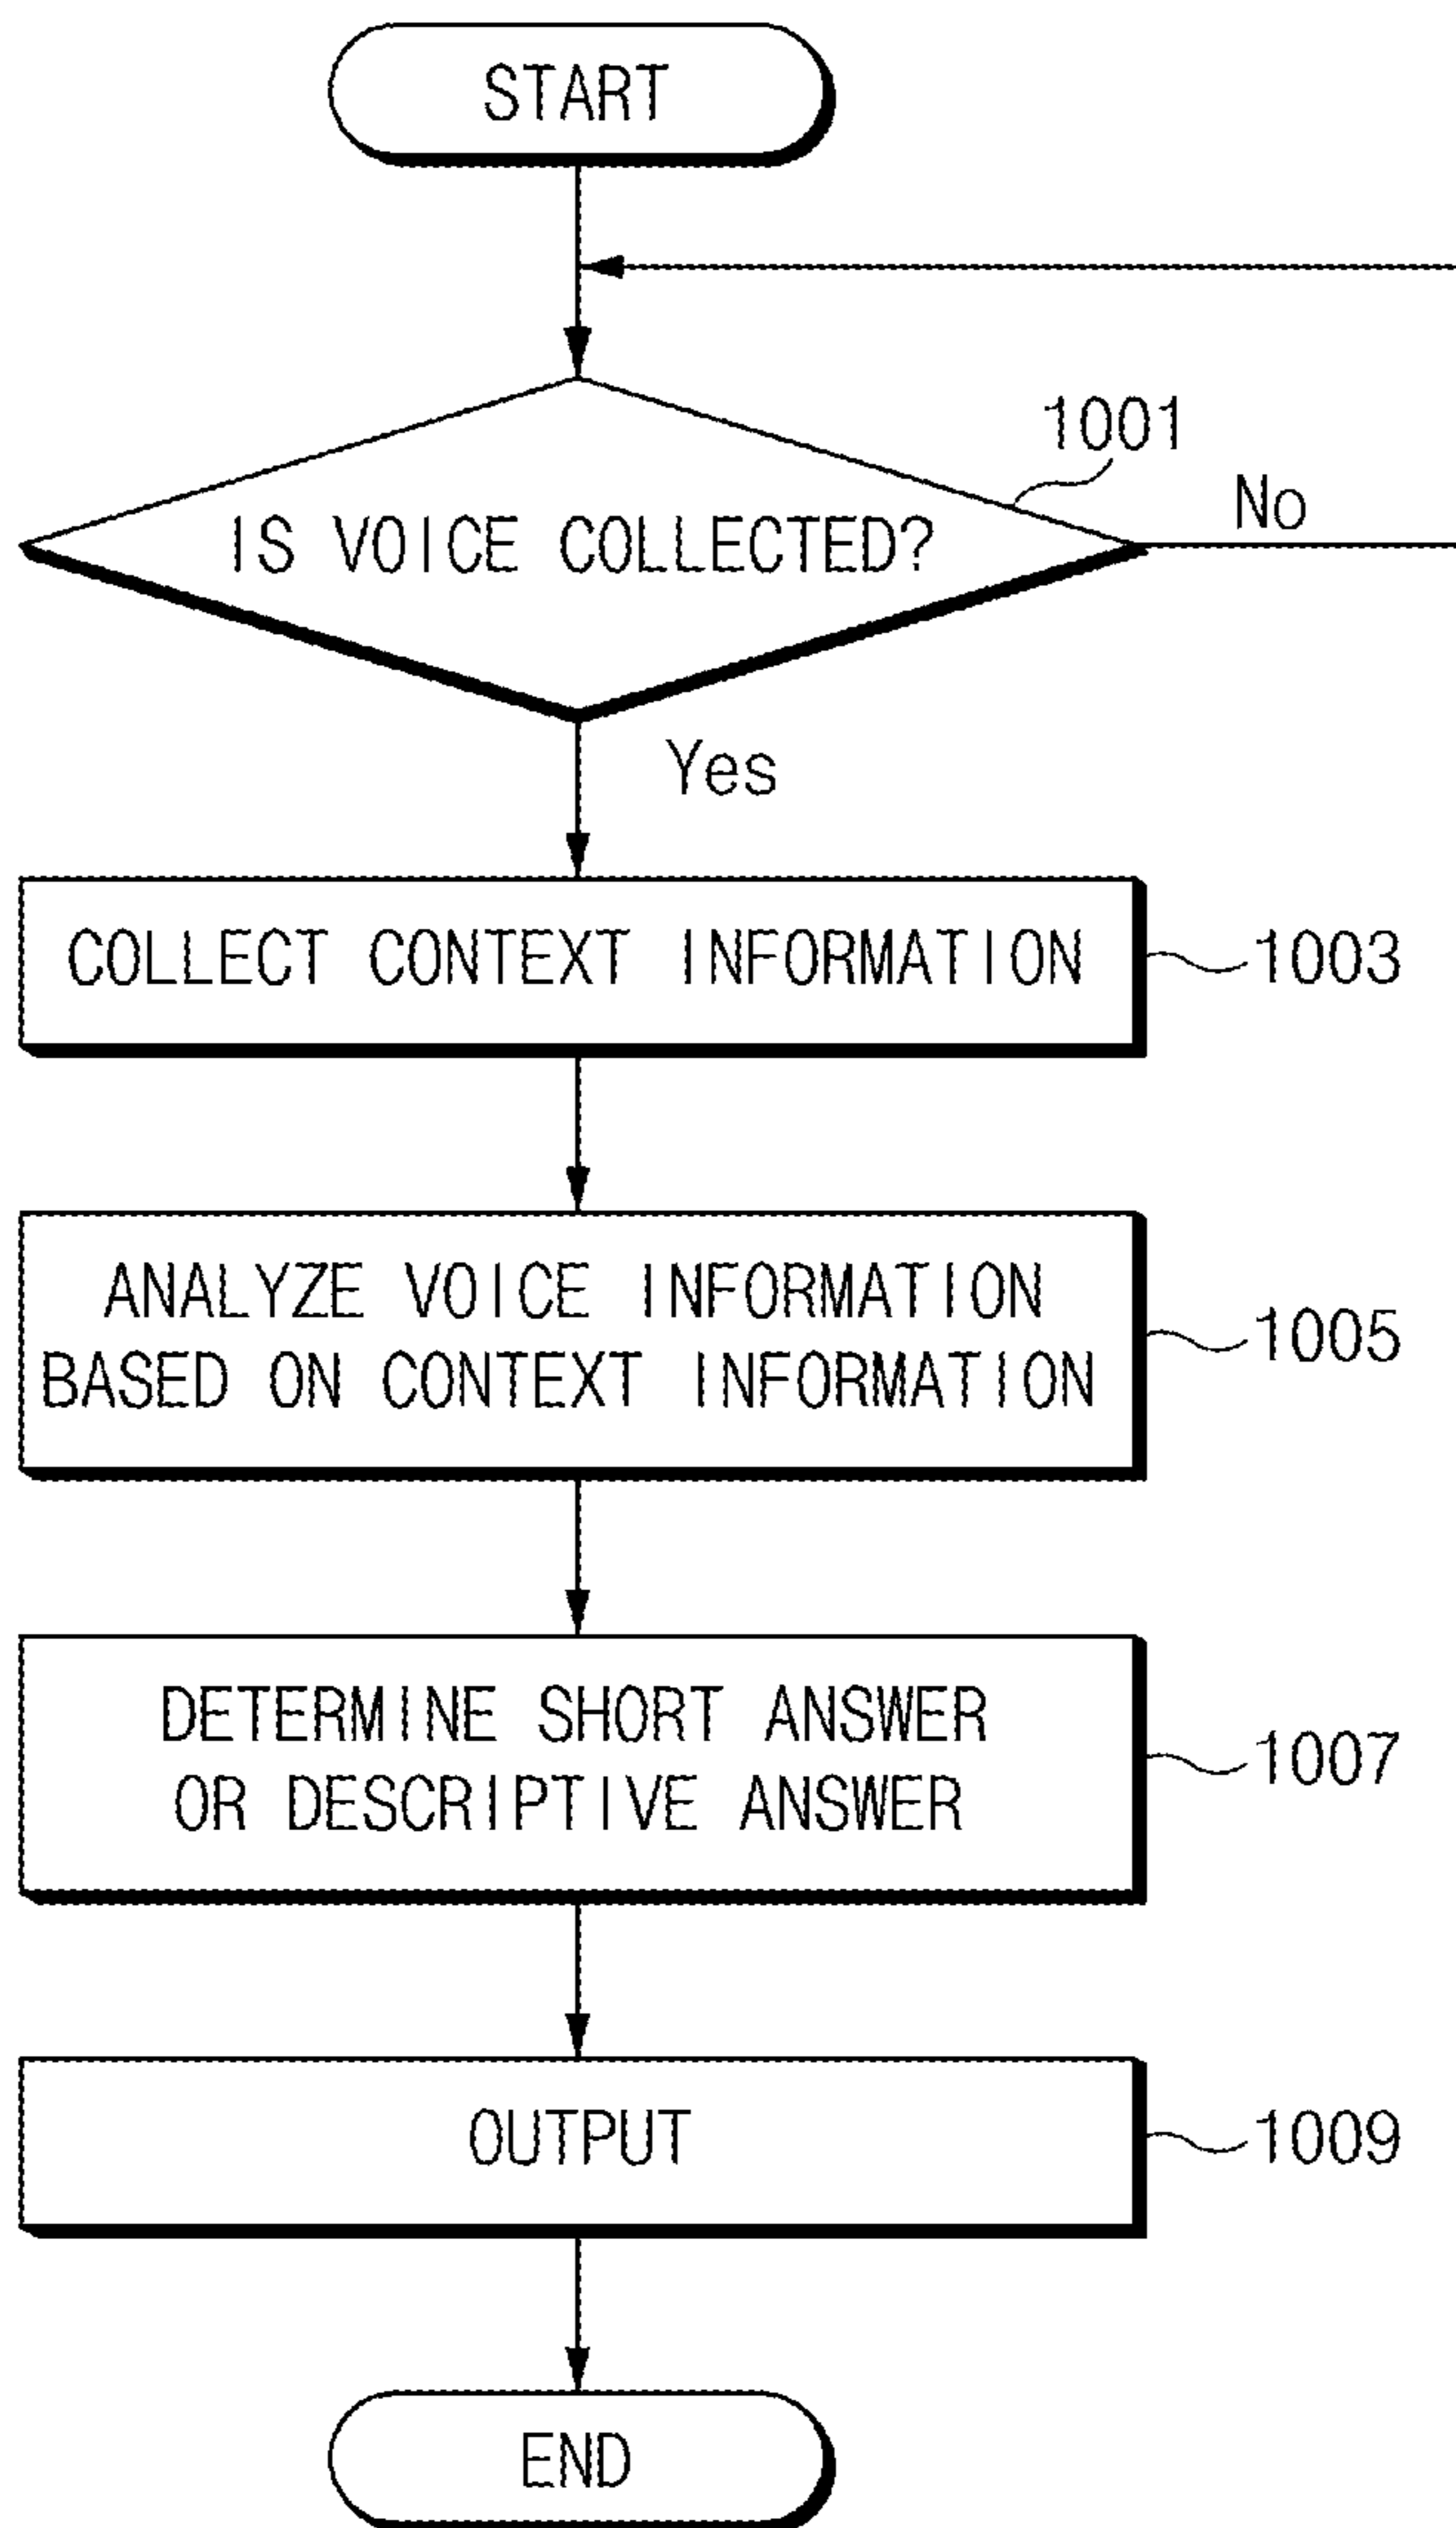 START
1001
IS VOICE COLLECTED?
No
Yes
COLLECT CONTEXT INFORMATION
1003
ANALYZE VOICE INFORMATION
BASED ON CONTEXT INFORMATION
1005
DETERMINE SHORT ANSWER
OR DESCRIPTIVE ANSWER
1007
OUTPUT
1009
END